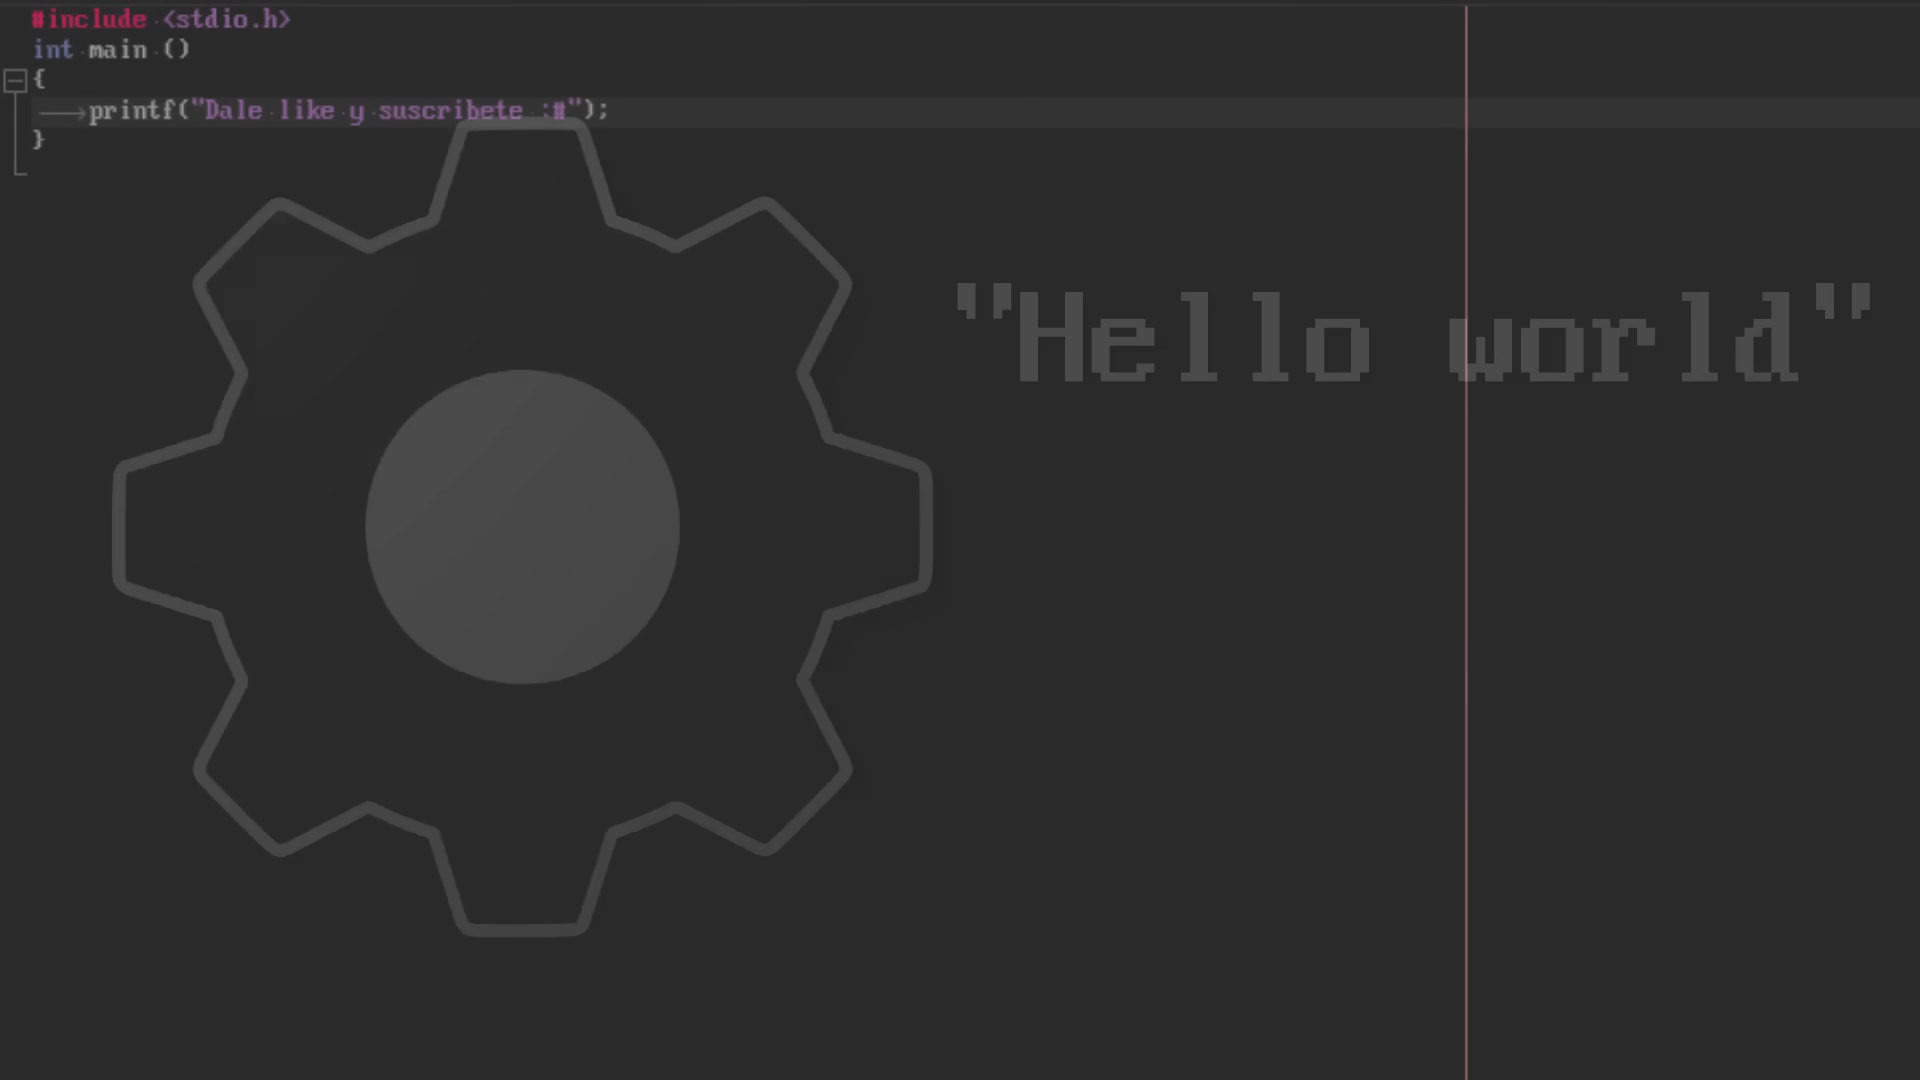 #include <stdio.h>
int main ()
{
printf("Dale like y suscribete :#");
}
"Hello world"